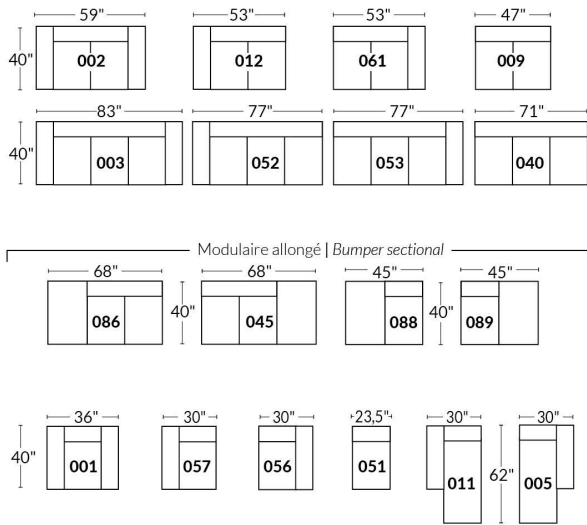 59" 53" 53" 47"
40" 002 012 061 009
83" 77" 77" 71"
40" 003 052 053 040
Modulaire allongé | Bumper sectional
68" 68" 45" 45"
086 40" 045 088 40" 089
36" 30" 30" 23,5" 30" 30"
40" 001 057 056 051 011 62" 005